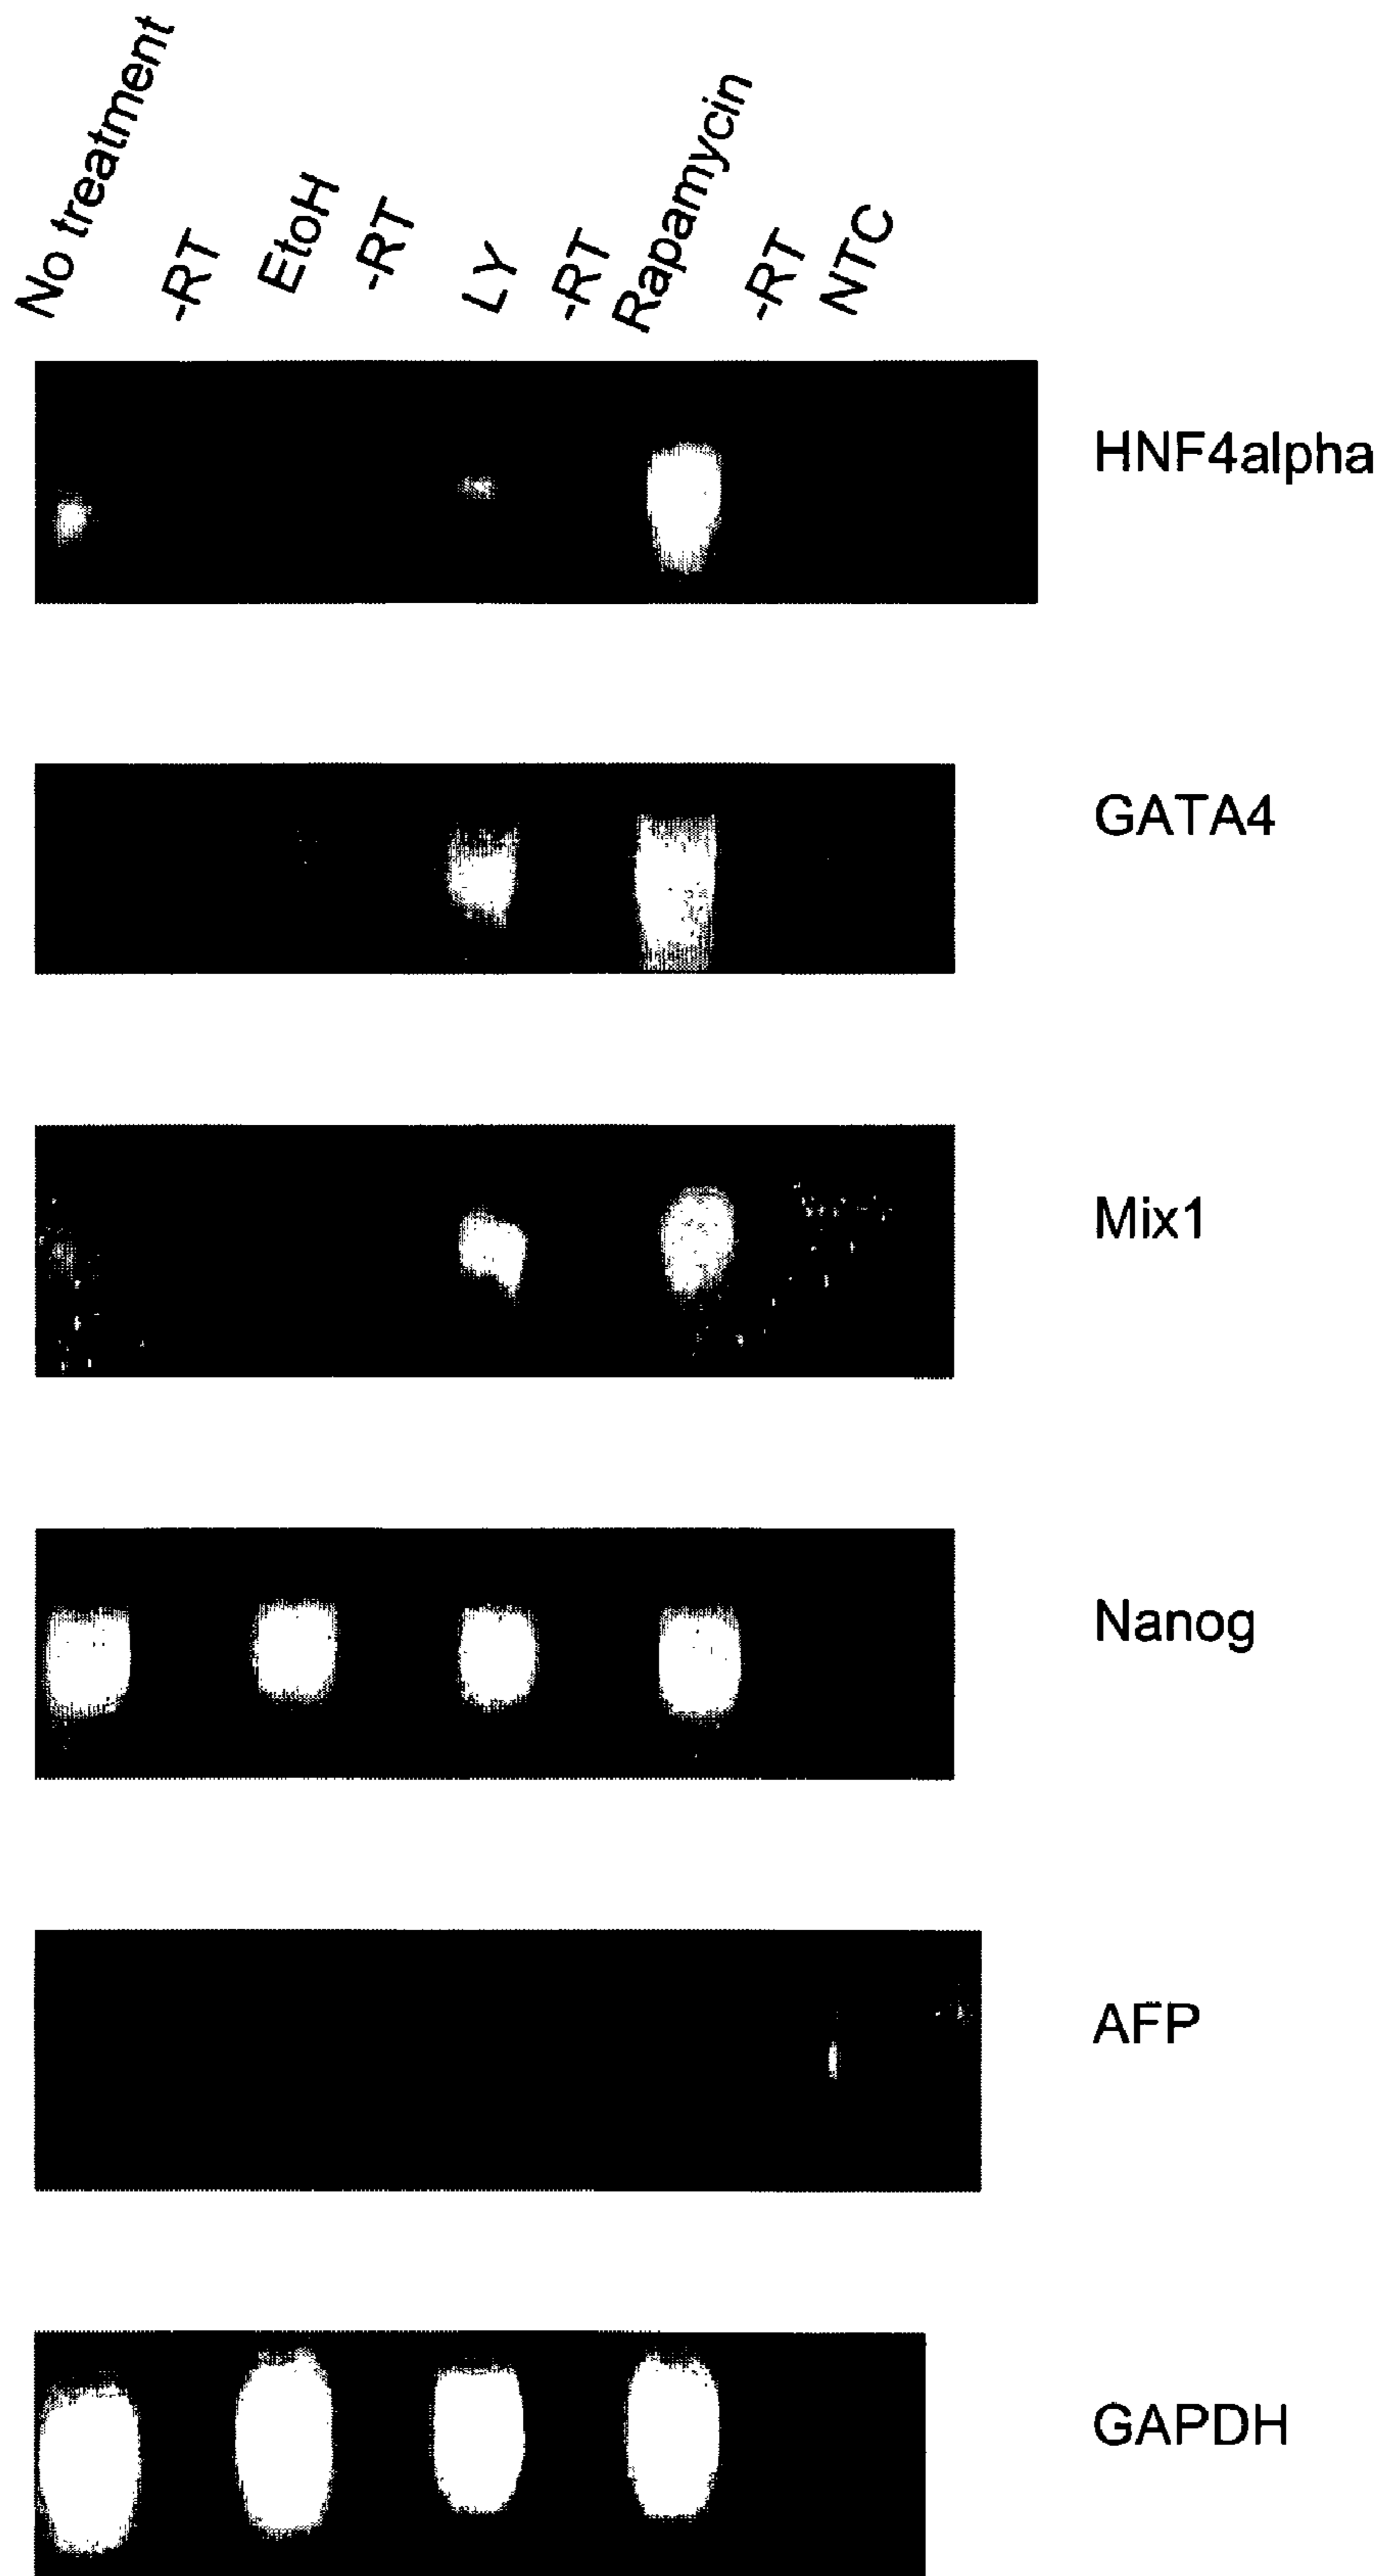 No treatment
-RT
EtoH
-RT
LY
-RT
Rapamycin
-RT
NTC
HNF4alpha
GATA4
Mix1
Nanog
AFP
GAPDH